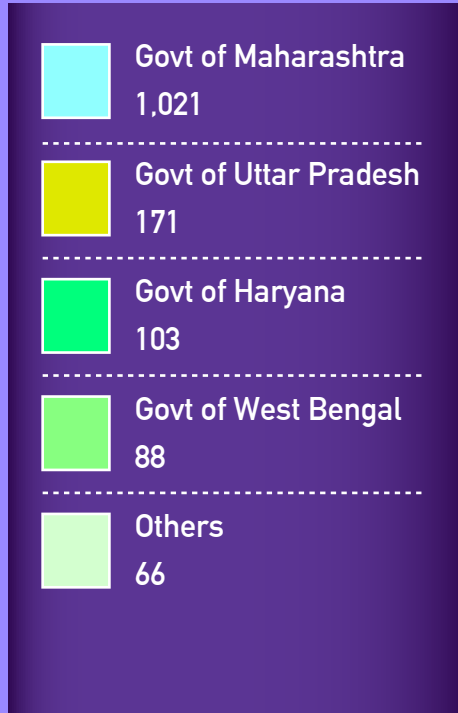 Govt of Maharashtra
1,021
Govt of Uttar Pradesh
171
Govt of Haryana
103
Govt of West Bengal
88
Others
66